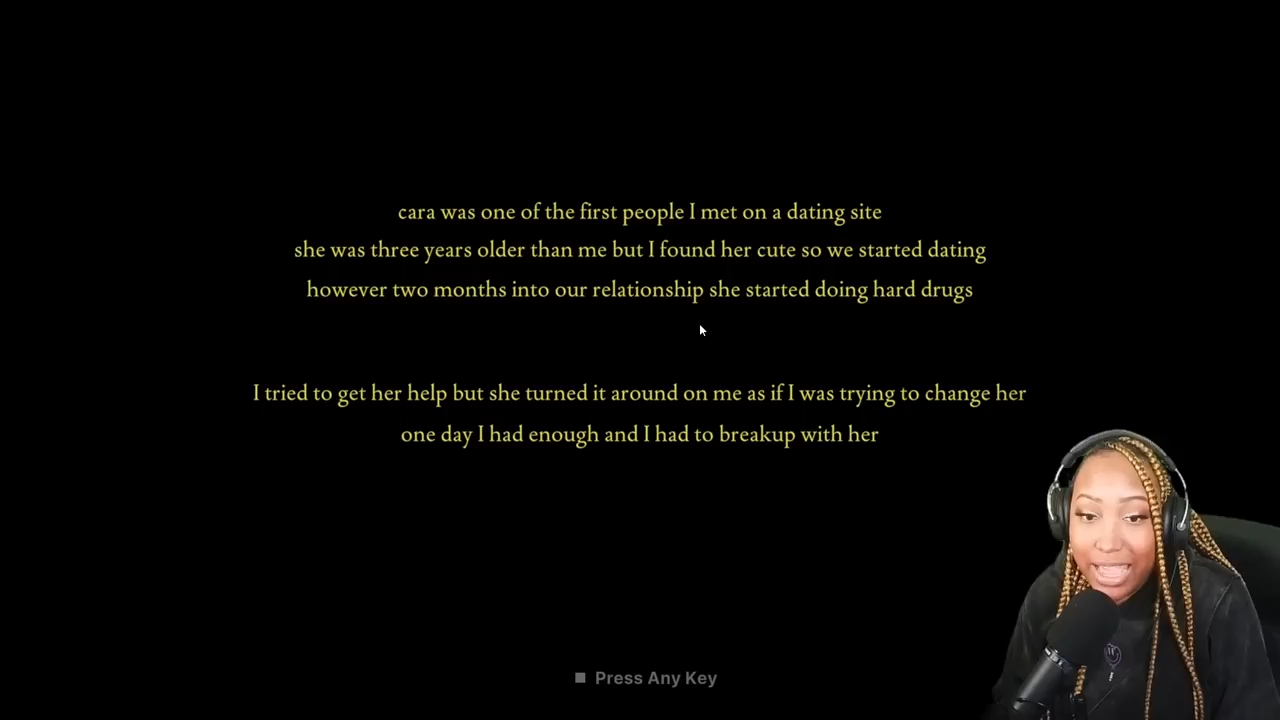 cara was one of the first people I met on a dating site
she was three years older than me but I found her cute so we started dating
however two months into our relationship she started doing hard drugs
I tried to get her help but she turned it around on me as if I was trying to change her
one day I had enough and I had to breakup with her
Press Any Key